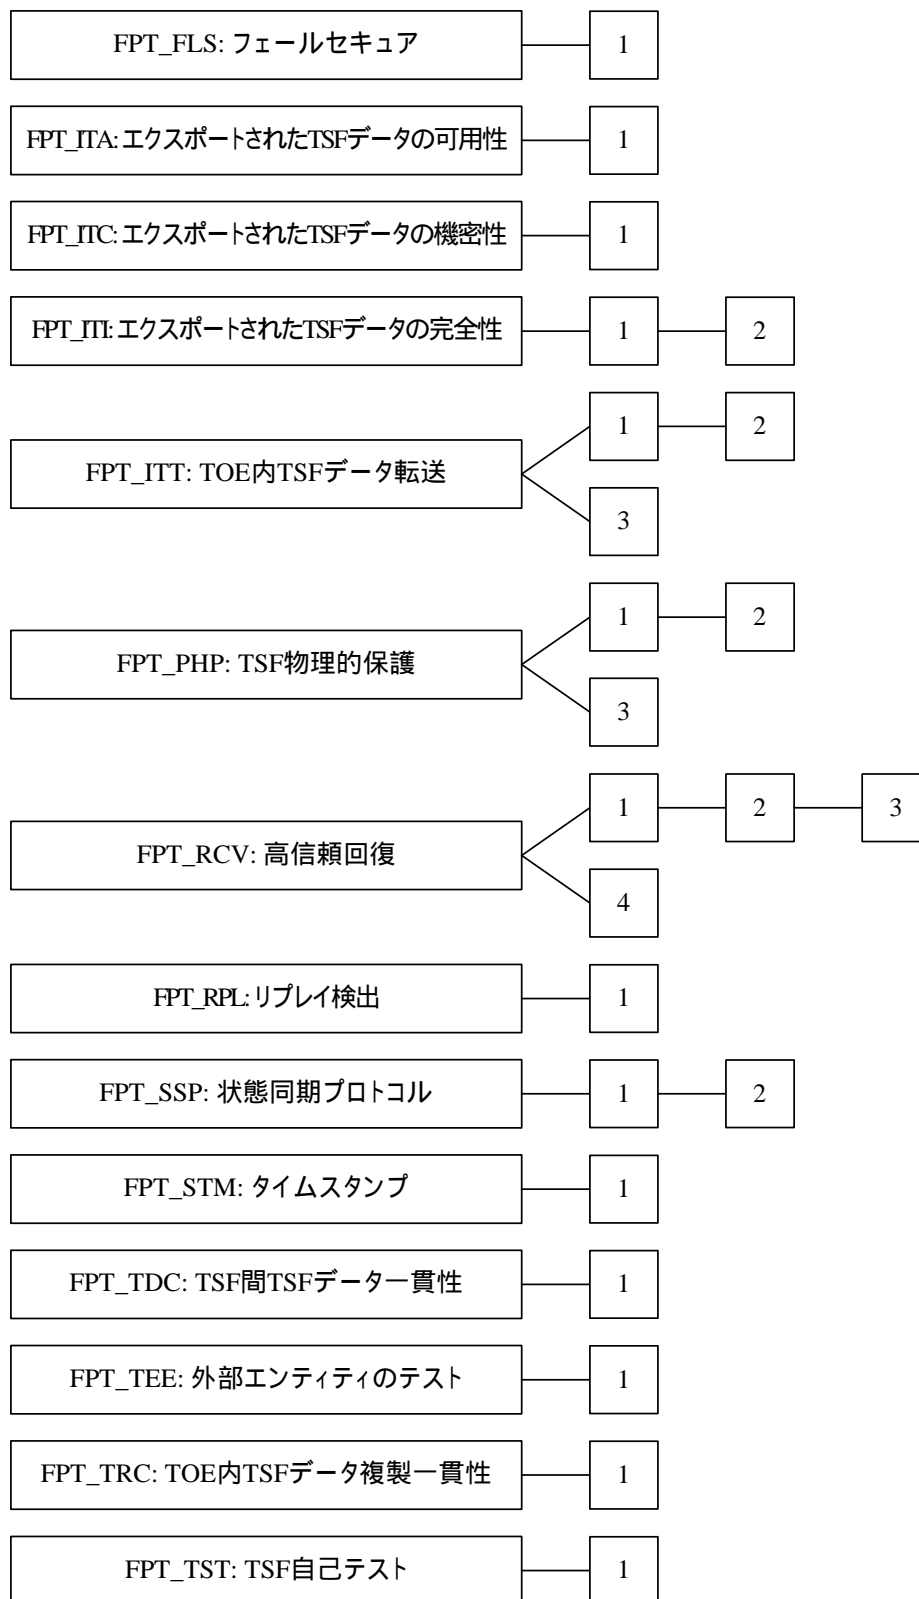 FPT_FLS: フェールセキュア 1
FPT_ITA: エクスポートされたTSFデータの可用性 1
FPT_ITC: エクスポートされたTSFデータの機密性 1
FPT_ITI: エクスポートされたTSFデータの完全性 1 2
1 2
FPT_ITT: TOE内TSFデータ転送
3
1 2
FPT_PHP: TSF物理的保護
3
1 2 3
FPT_RCV: 高信頼回復
4
FPT_RPL: リプレイ検出 1
FPT_SSP: 状態同期プロトコル 1 2
FPT_STM: タイムスタンプ 1
FPT_TDC: TSF間TSFデータ一貫性 1
FPT_TEE: 外部エンティティのテスト 1
FPT_TRC: TOE内TSFデータ複製一貫性 1
FPT_TST: TSF自己テスト 1